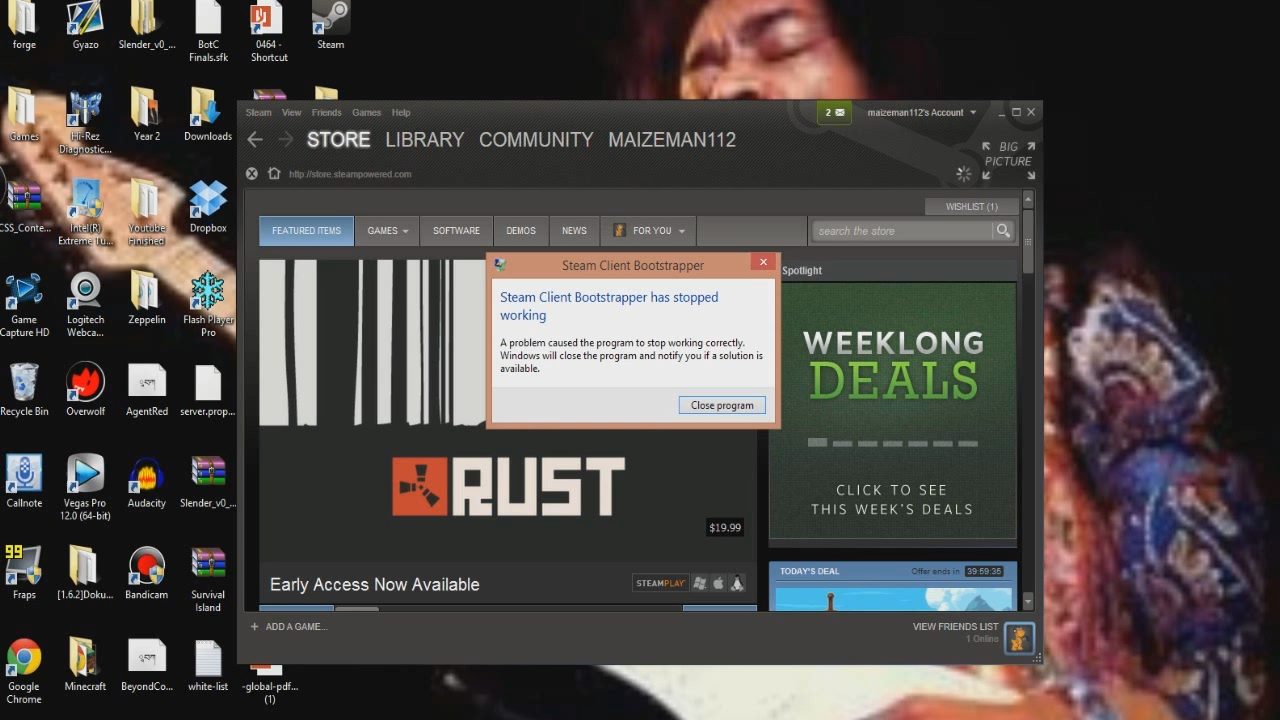 forge
Gyazo
Slender_v0_...
BotC
Finals.sfk
0464 -
Shortcut
Steam
Games
Hi-Rez
Diagnostic...
Year 2
Downloads
CSS_Conte...
Intel(R)
Extreme Tu...
Youtube
Finished
Dropbox
Game
Capture HD
Logitech
Webca...
Zeppelin
Flash Player
Pro
Recycle Bin
Overwolf
AgentRed
server.prop...
Callnote
Vegas Pro
12.0 (64-bit)
Audacity
Slender_v0_...
99
Fraps
[1.6.2]Doku...
Bandicam
Survival
Island
Google
Chrome
Minecraft
BeyondCo...
white-list
-global-pdf...
(1)
Steam View Friends Games Help
2
maizeman112's Account
STORE LIBRARY COMMUNITY MAIZEMAN112
BIG
PICTURE
http://store.steampowered.com
WISHLIST (1)
FEATURED ITEMS GAMES SOFTWARE DEMOS NEWS FOR YOU
search the store
Steam Client Bootstrapper
Steam Client Bootstrapper has stopped
working
A problem caused the program to stop working correctly.
Windows will close the program and notify you if a solution is
available.
Close program
RUST
$19.99
Early Access Now Available
STEAMPLAY
Spotlight
WEEKLONG
DEALS
CLICK TO SEE
THIS WEEK'S DEALS
TODAY'S DEAL
Offer ends in 39:59:35
+ ADD A GAME...
VIEW FRIENDS LIST
1 Online